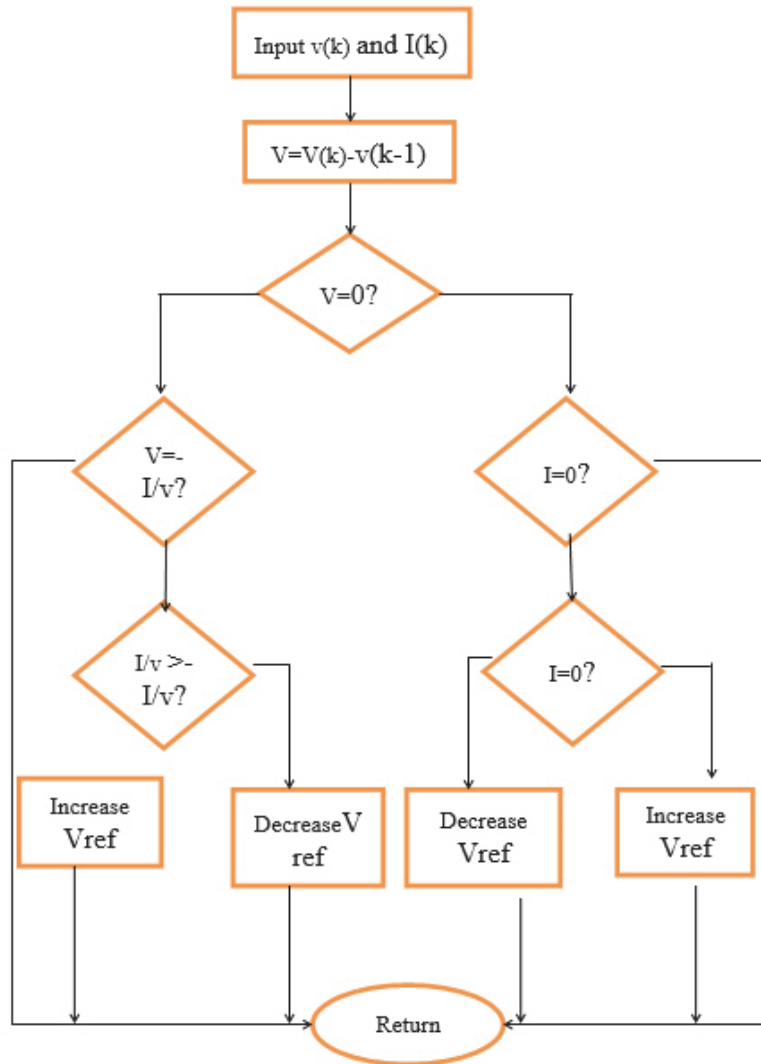 Input v(k) and I(k)
V=V(k)-v(k-1)
V=0?
V=-
I/v?
I=0?
I/v >-
I/v?
I=0?
Increase
Vref
DecreaseV
ref
Decrease
Vref
Increase
Vref
Return